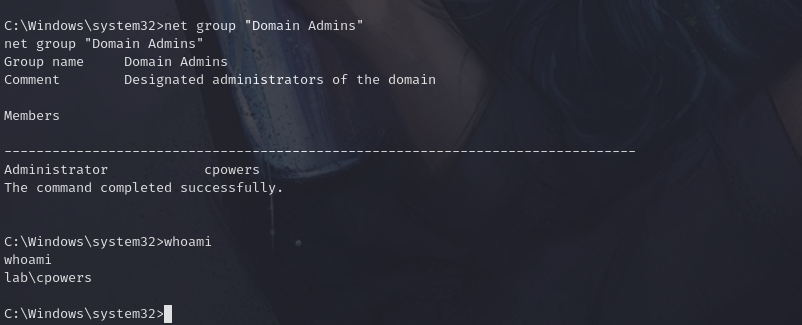 C:\Windows\system32>net group "Domain Admins"
net group "Domain Admins"
Group name     Domain Admins
Comment        Designated administrators of the domain
Members
-------------------------------------------------------------------------------
Administrator            cpowers
The command completed successfully.
C:\Windows\system32>whoami
whoami
lab\cpowers
C:\Windows\system32>